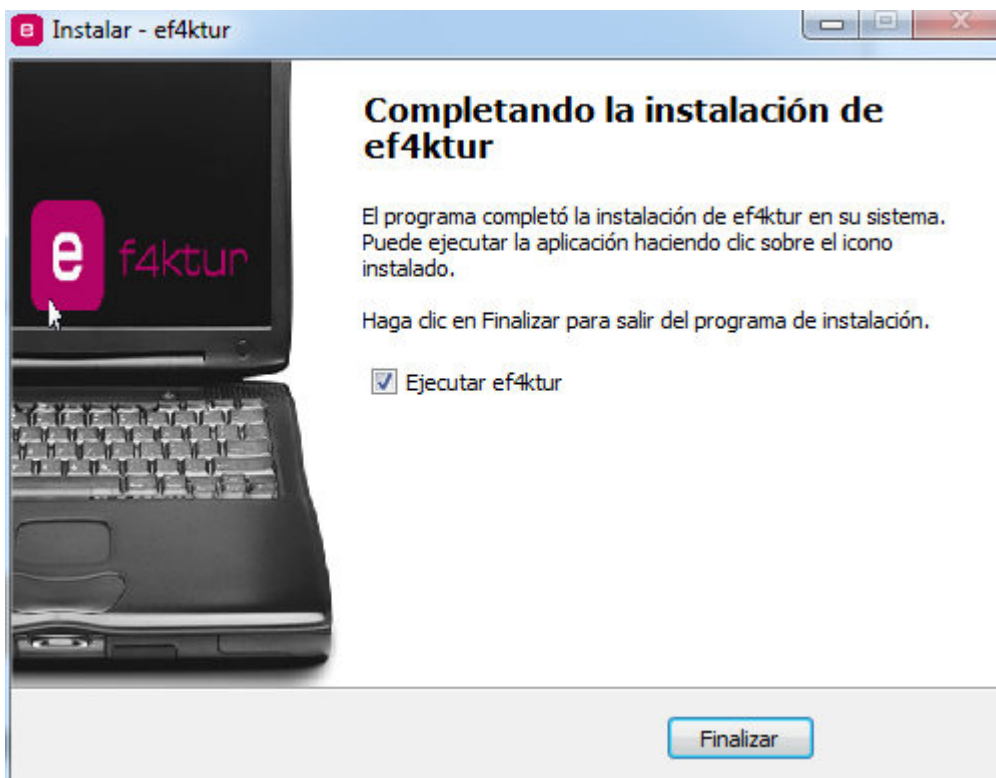 Instalar - ef4ktur
Completando la instalación de
ef4ktur
El programa completó la instalación de ef4ktur en su sistema.
Puede ejecutar la aplicación haciendo clic sobre el icono
instalado.
Haga clic en Finalizar para salir del programa de instalación.
Ejecutar ef4ktur
e f4ktur
Finalizar